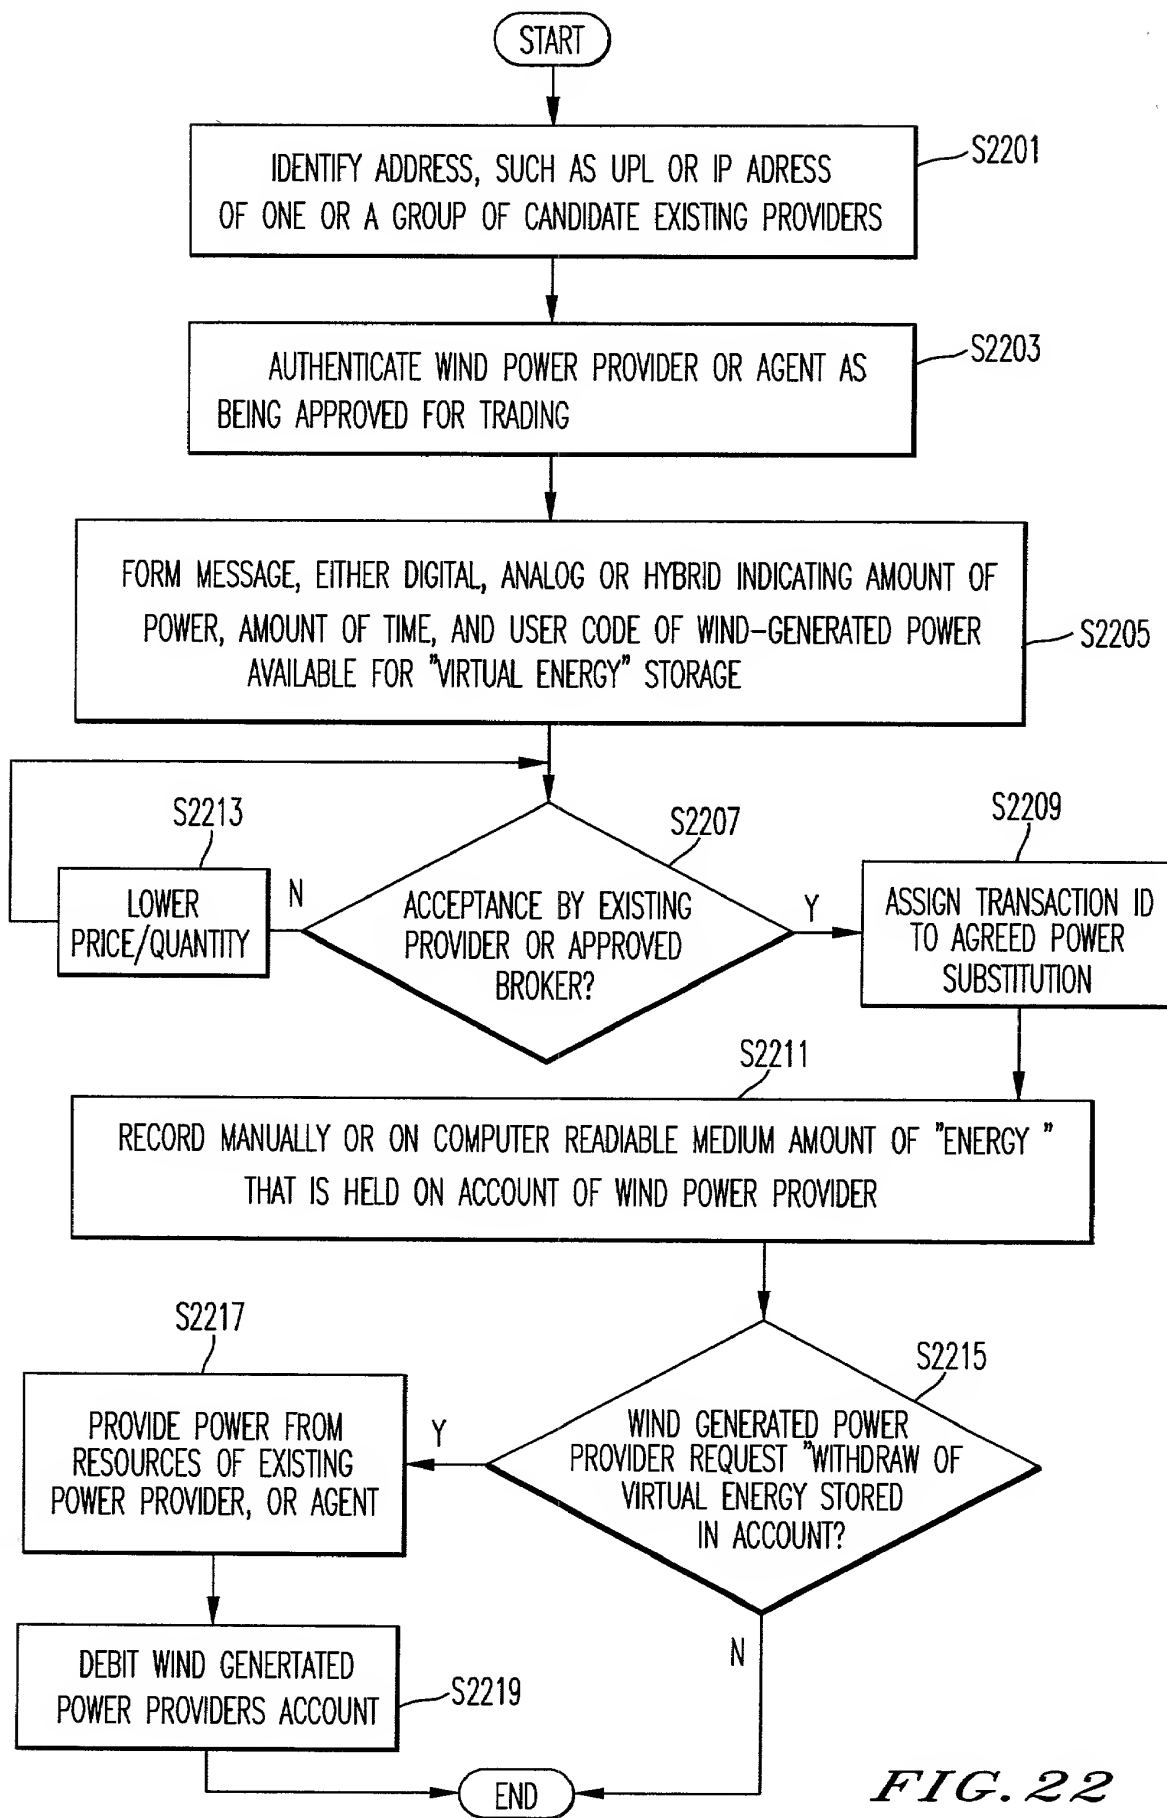 START
S2201
IDENTIFY ADDRESS, SUCH AS UPL OR IP ADRESS
OF ONE OR A GROUP OF CANDIDATE EXISTING PROVIDERS
S2203
AUTHENTICATE WIND POWER PROVIDER OR AGENT AS
BEING APPROVED FOR TRADING
FORM MESSAGE, EITHER DIGITAL, ANALOG OR HYBRID INDICATING AMOUNT OF
POWER, AMOUNT OF TIME, AND USER CODE OF WIND-GENERATED POWER
AVAILABLE FOR "VIRTUAL ENERGY" STORAGE
S2205
S2213
LOWER
PRICE/QUANTITY
N
S2207
ACCEPTANCE BY EXISTING
PROVIDER OR APPROVED
BROKER?
Y
S2209
ASSIGN TRANSACTION ID
TO AGREED POWER
SUBSTITUTION
S2211
RECORD MANUALLY OR ON COMPUTER READIABLE MEDIUM AMOUNT OF "ENERGY "
THAT IS HELD ON ACCOUNT OF WIND POWER PROVIDER
S2215
WIND GENERATED POWER
PROVIDER REQUEST "WITHDRAW OF
VIRTUAL ENERGY STORED
IN ACCOUNT?
Y
N
S2217
PROVIDE POWER FROM
RESOURCES OF EXISTING
POWER PROVIDER, OR AGENT
DEBIT WIND GENERTATED
POWER PROVIDERS ACCOUNT
S2219
END
FIG. 22